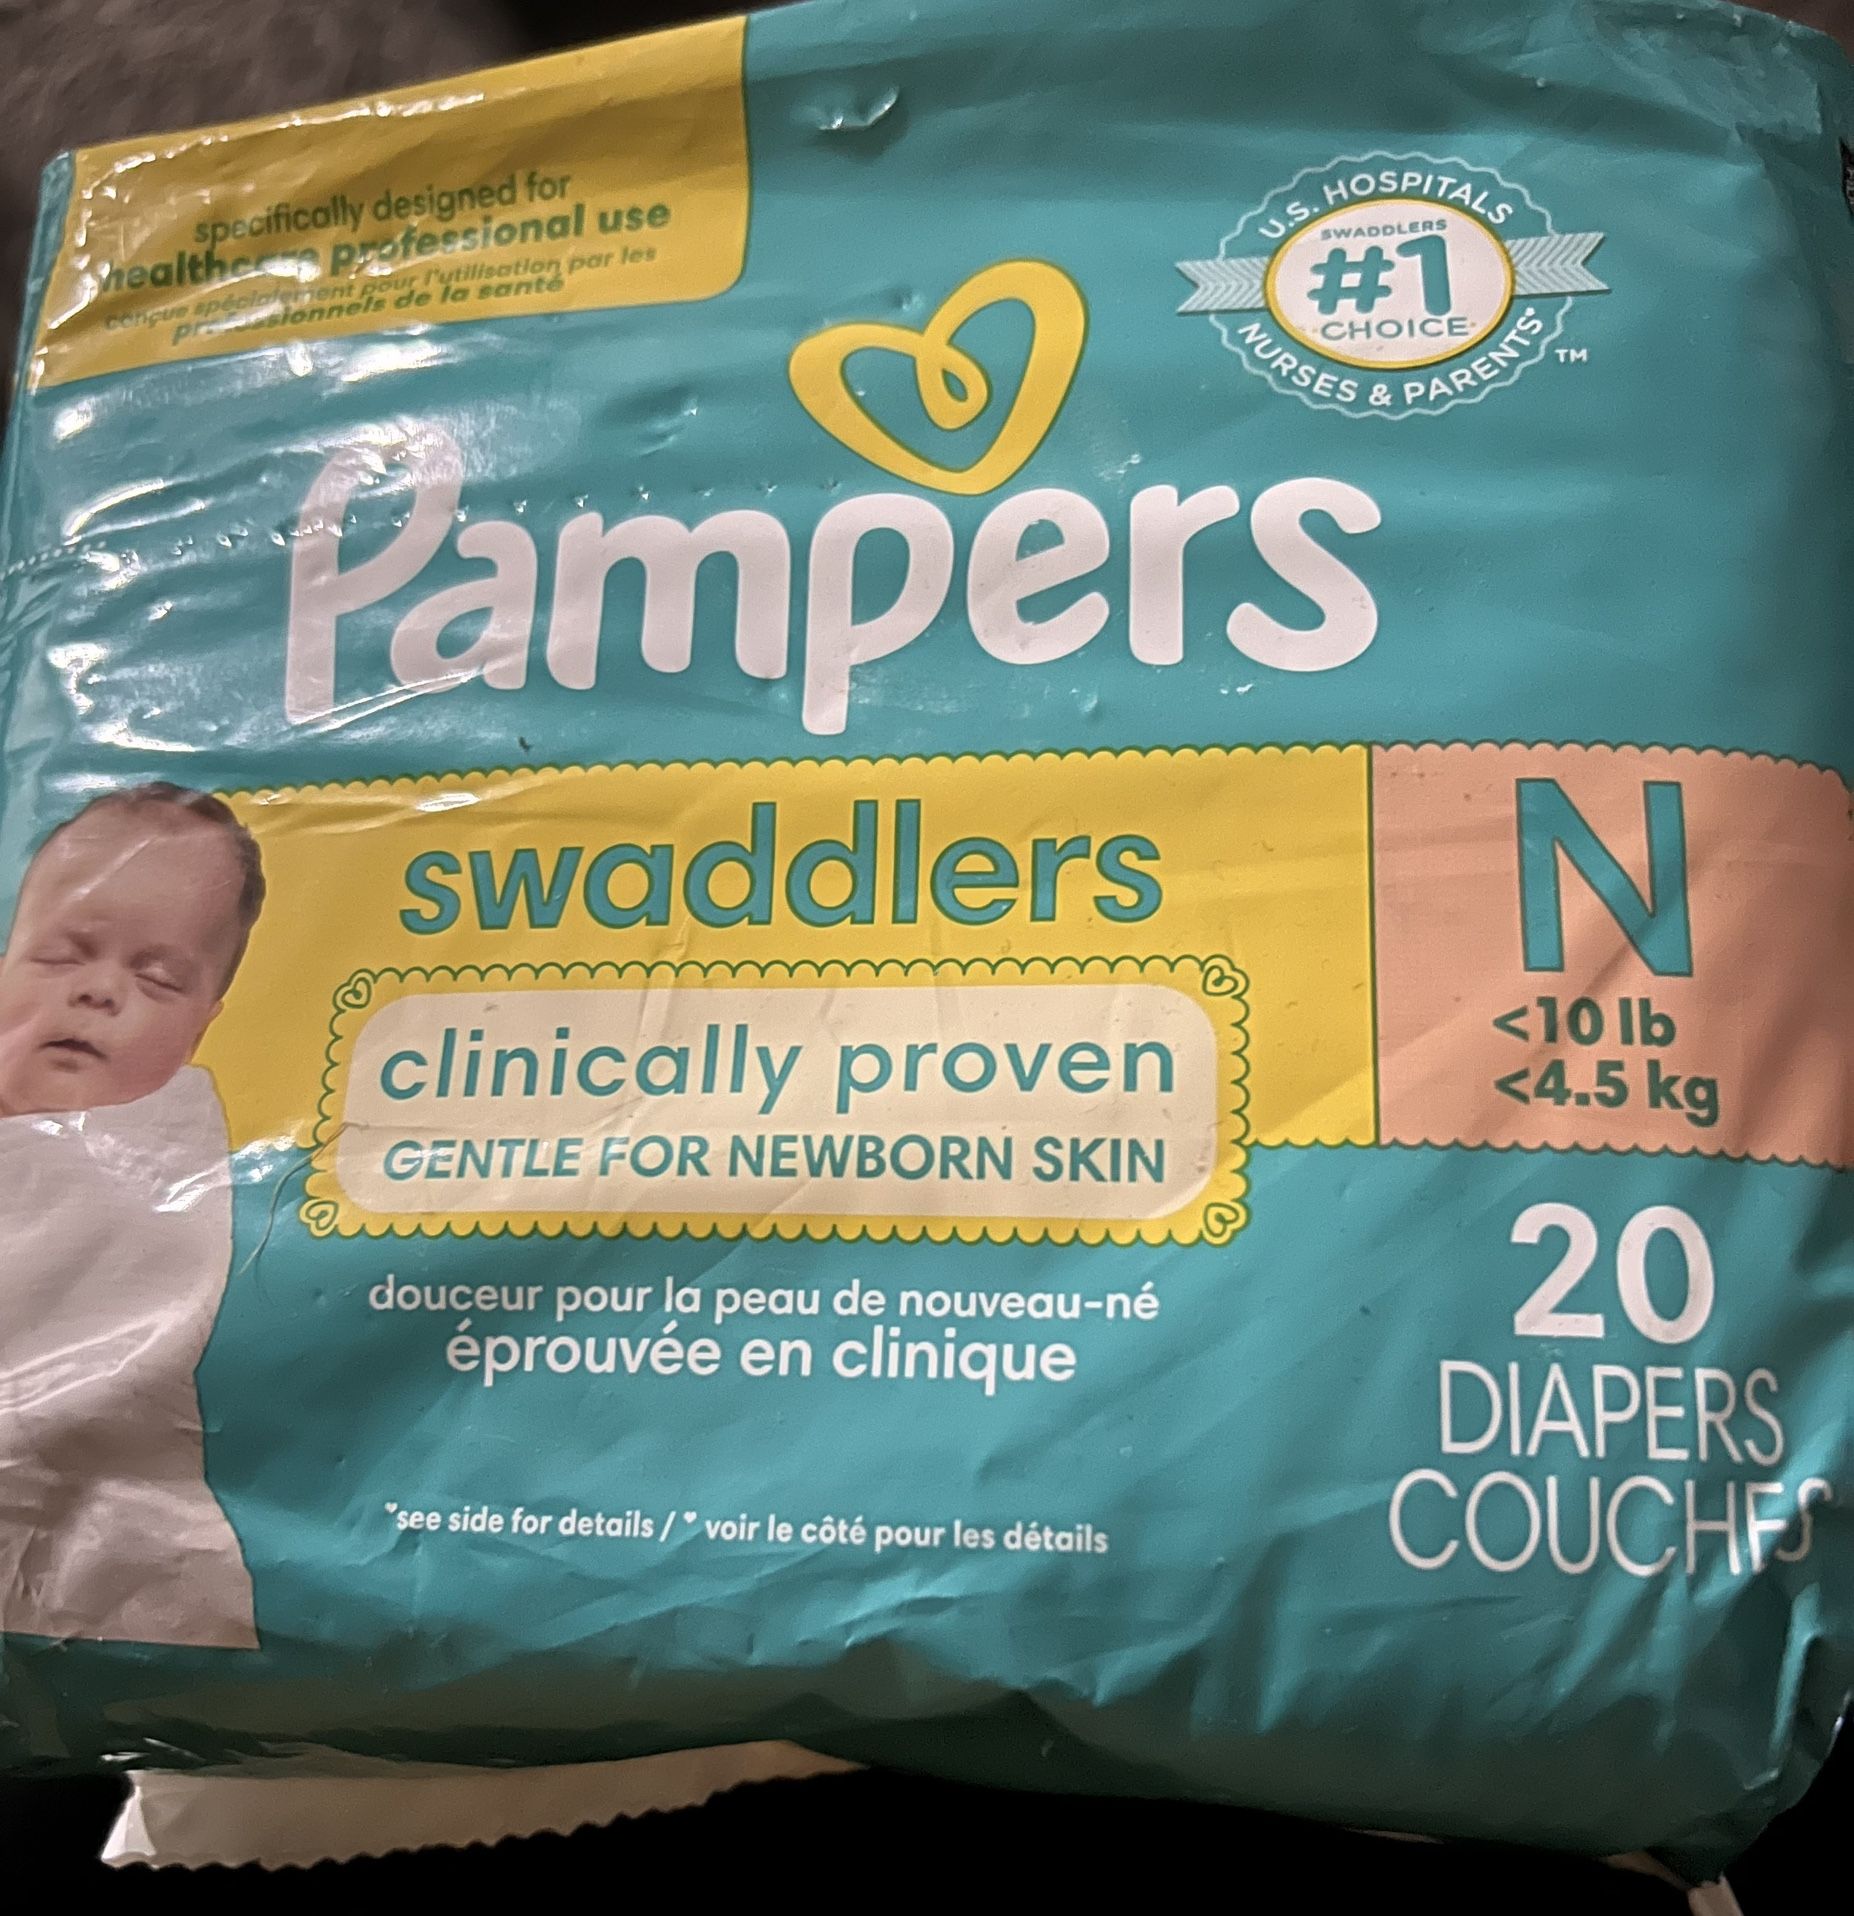 specifically designed for
healthcare professional use
conçue spécialement pour l'utilisation par les
professionnels de la santé
U.S. HOSPITALS
SWADDLERS
#1
CHOICE
NURSES & PARENTS*
TM
Pampers
swaddlers
N
<10 lb
<4.5 kg
clinically proven
GENTLE FOR NEWBORN SKIN
douceur pour la peau de nouveau-né
éprouvée en clinique
20
DIAPERS
COUCHES
♥see side for details / ♥ voir le côté pour les détails